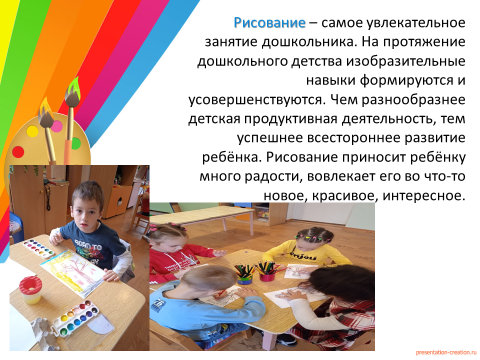 Рисование – самое увлекательное
занятие дошкольника. На протяжение
дошкольного детства изобразительные
навыки формируются и
усовершенствуются. Чем разнообразнее
детская продуктивная деятельность, тем
успешнее всестороннее развитие
ребёнка. Рисование приносит ребёнку
много радости, вовлекает его во что-то
новое, красивое, интересное.
presentation-creation.ru